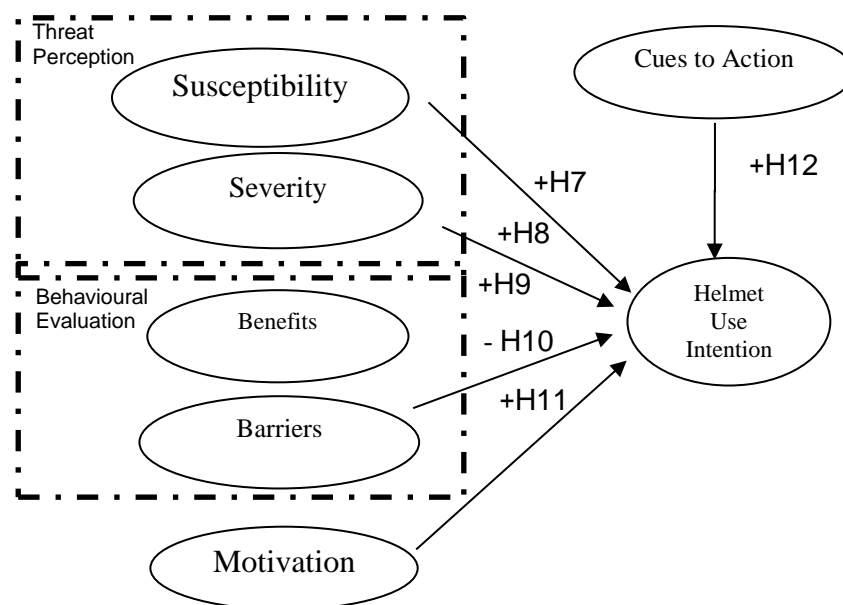 Threat
Perception
Susceptibility
Cues to Action
+H7
+H12
Severity
+H8
+H9
Behavioural
Evaluation
Benefits
Helmet
Use
Intention
- H10
+H11
Barriers
Motivation